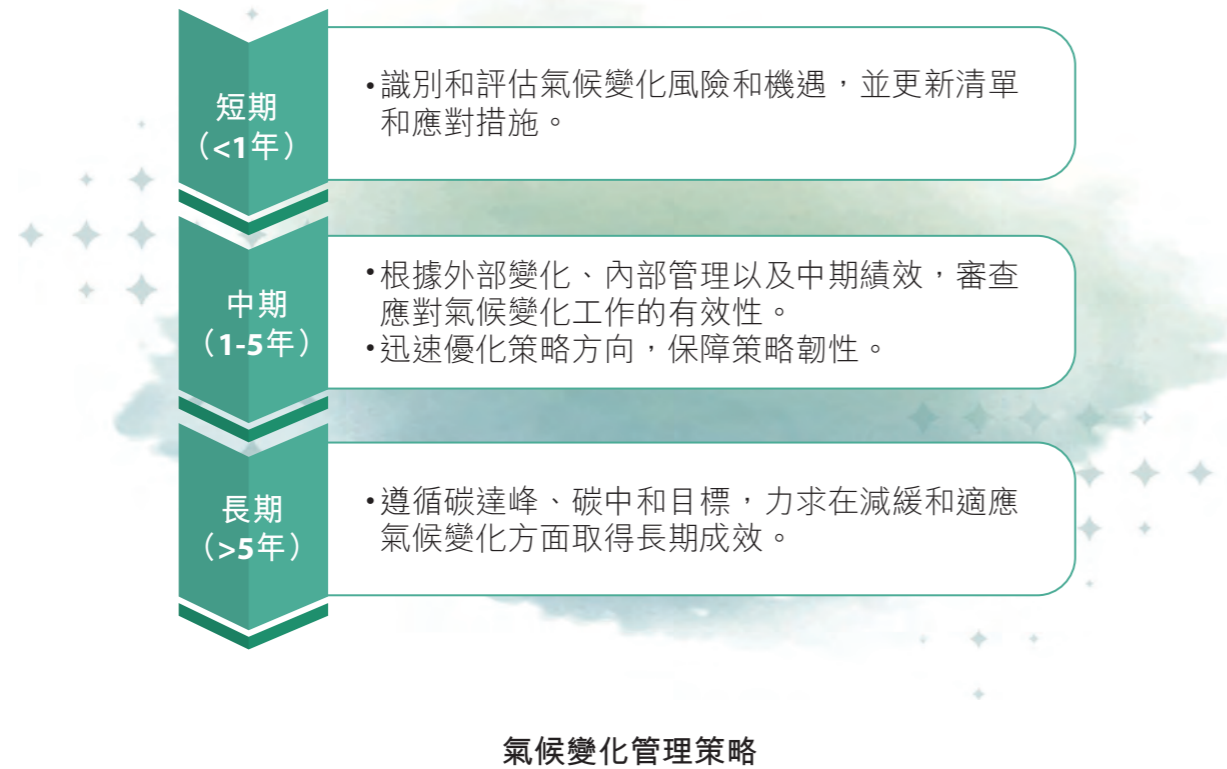 短期
（<1年）
•識別和評估氣候變化風險和機遇，並更新清單
和應對措施。
中期
（1-5年）
•根據外部變化、內部管理以及中期績效，審查
應對氣候變化工作的有效性。
•迅速優化策略方向，保障策略韌性。
長期
（>5年）
•遵循碳達峰、碳中和目標，力求在減緩和適應
氣候變化方面取得長期成效。
氣候變化管理策略